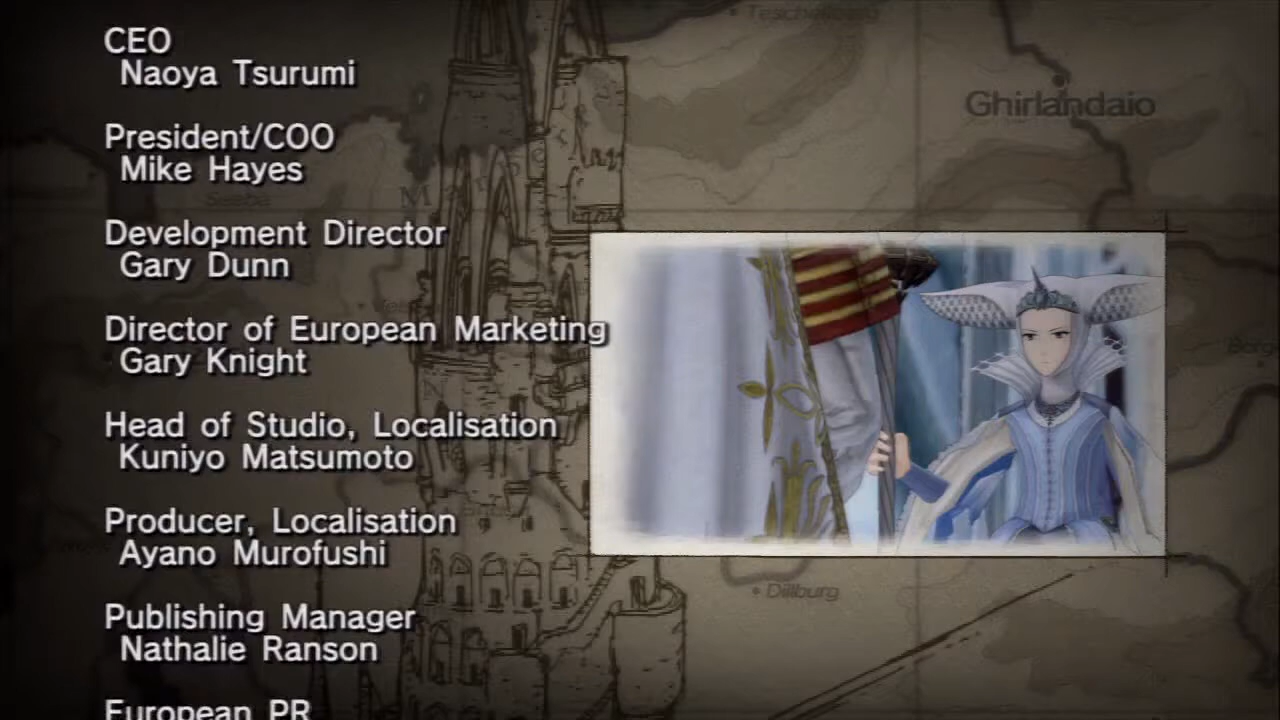 CEO
Naoya Tsurumi
President/COO
Mike Hayes
Development Director
Gary Dunn
Director of European Marketing
Gary Knight
Head of Studio, Localisation
Kuniyo Matsumoto
Producer, Localisation
Ayano Murofushi
Publishing Manager
Nathalie Ranson
European PR
Ghirlandaio
Dillburg